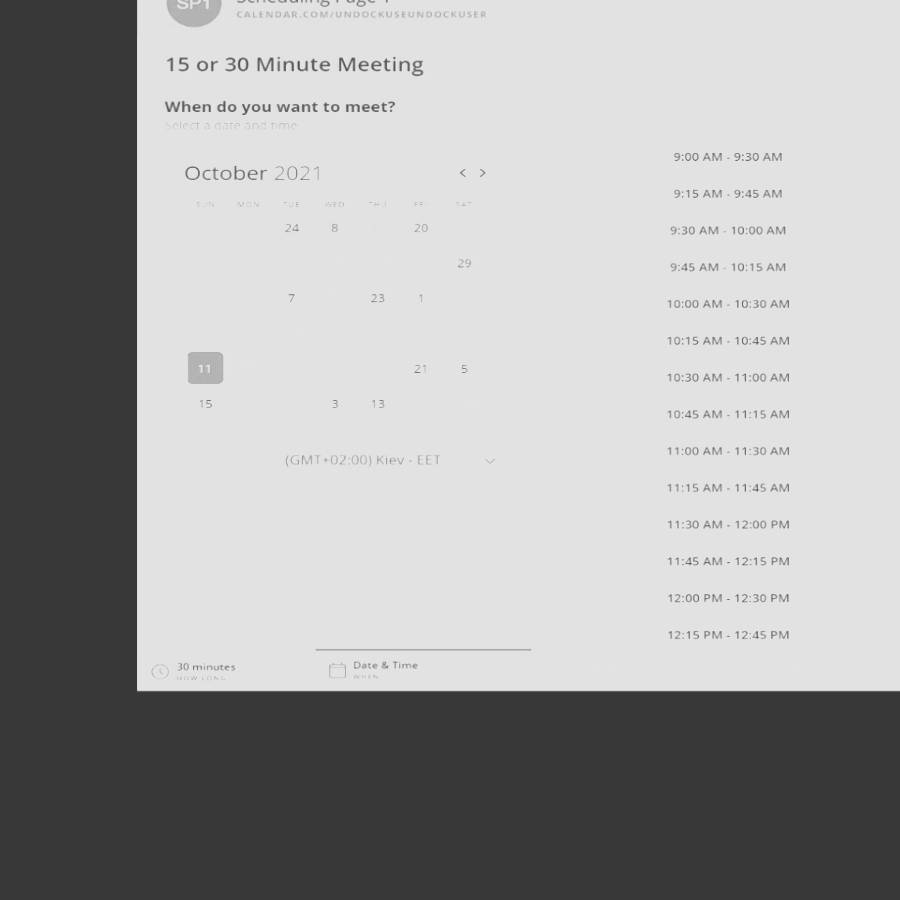 SP1
Scheduling Page 1
CALENDAR.COM/UNDOCKUSEUNDOCKUSER
15 or 30 Minute Meeting
When do you want to meet?
Select a date and time
October 2021 < >
SUN MON TUE WED THU FRI SAT
24 8 20
29
7 23 1
11 21 5
15 3 13
(GMT+02:00) Kiev - EET
9:00 AM - 9:30 AM
9:15 AM - 9:45 AM
9:30 AM - 10:00 AM
9:45 AM - 10:15 AM
10:00 AM - 10:30 AM
10:15 AM - 10:45 AM
10:30 AM - 11:00 AM
10:45 AM - 11:15 AM
11:00 AM - 11:30 AM
11:15 AM - 11:45 AM
11:30 AM - 12:00 PM
11:45 AM - 12:15 PM
12:00 PM - 12:30 PM
12:15 PM - 12:45 PM
30 minutes
HOW LONG
Date & Time
WHEN